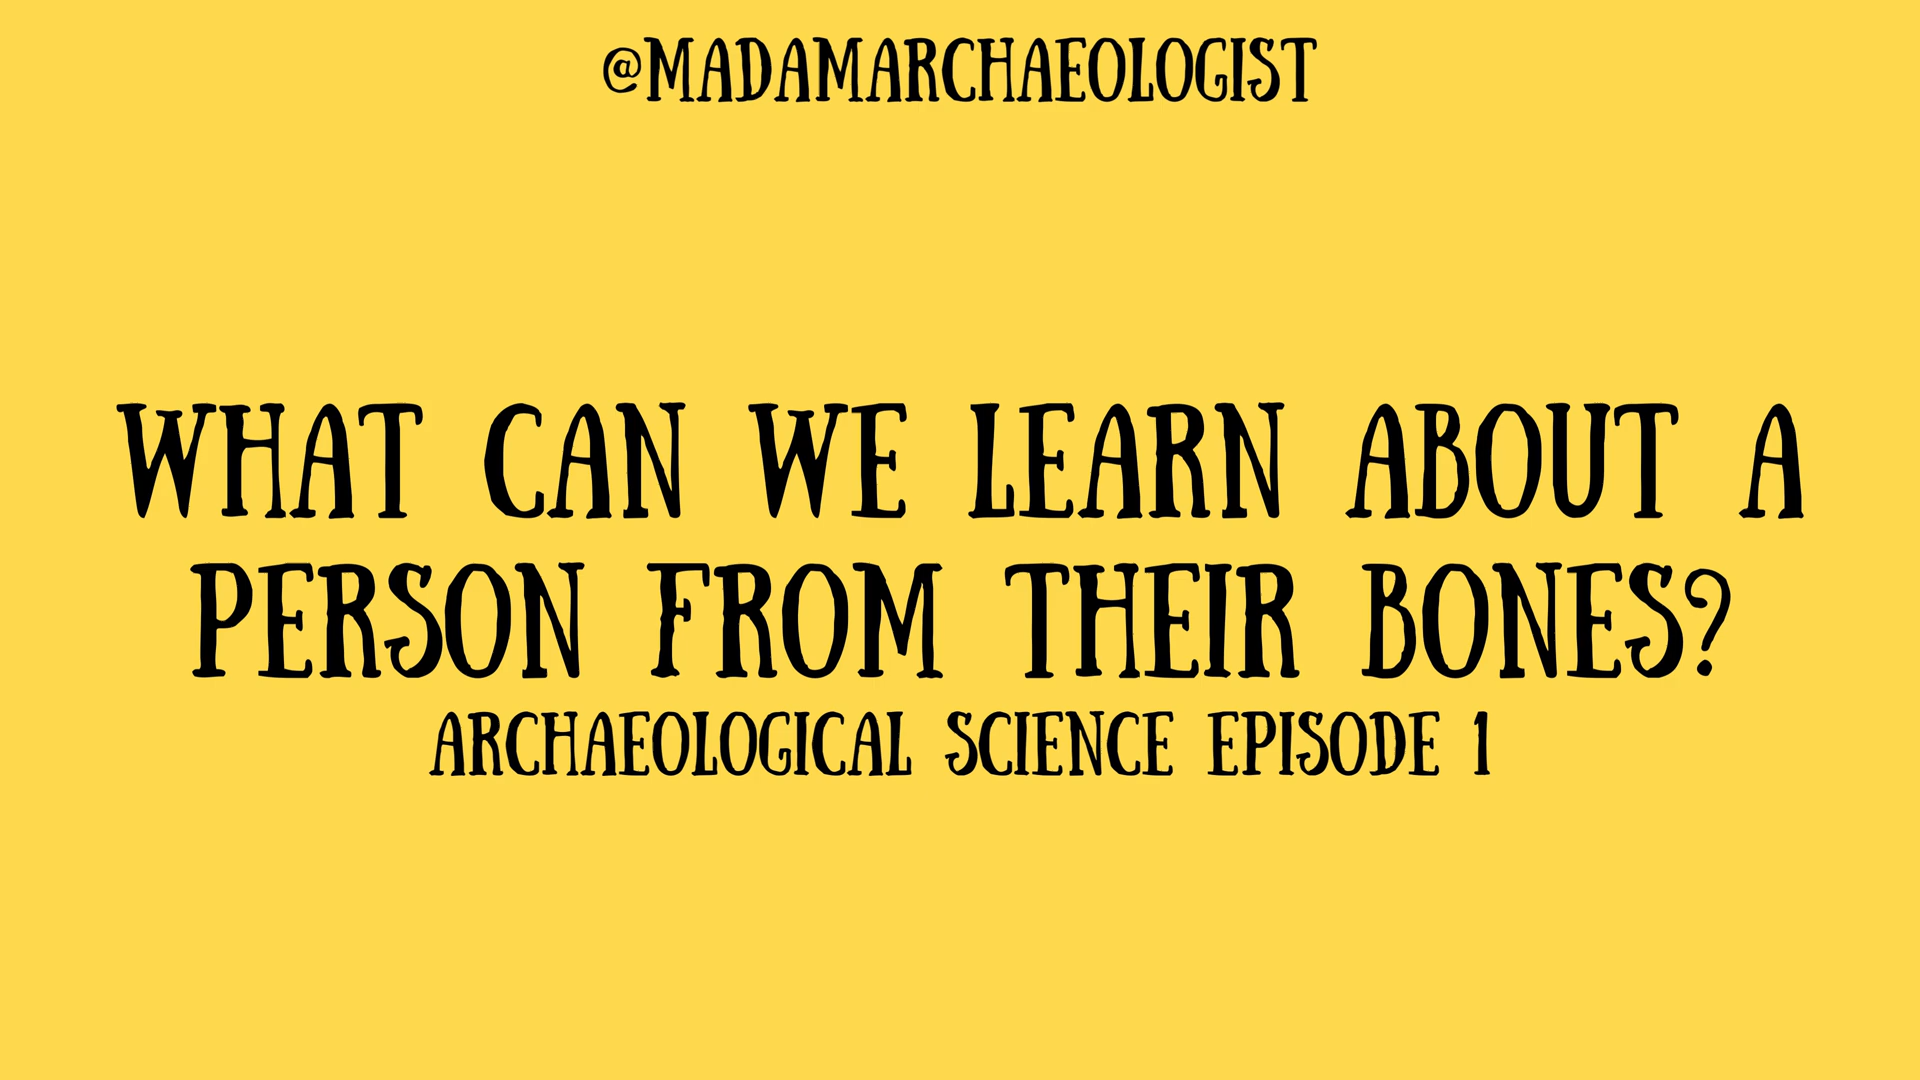 @MADAMARCHAEOLOGIST
WHAT CAN WE LEARN ABOUT A
PERSON FROM THEIR BONES?
ARCHAEOLOGICAL SCIENCE EPISODE 1